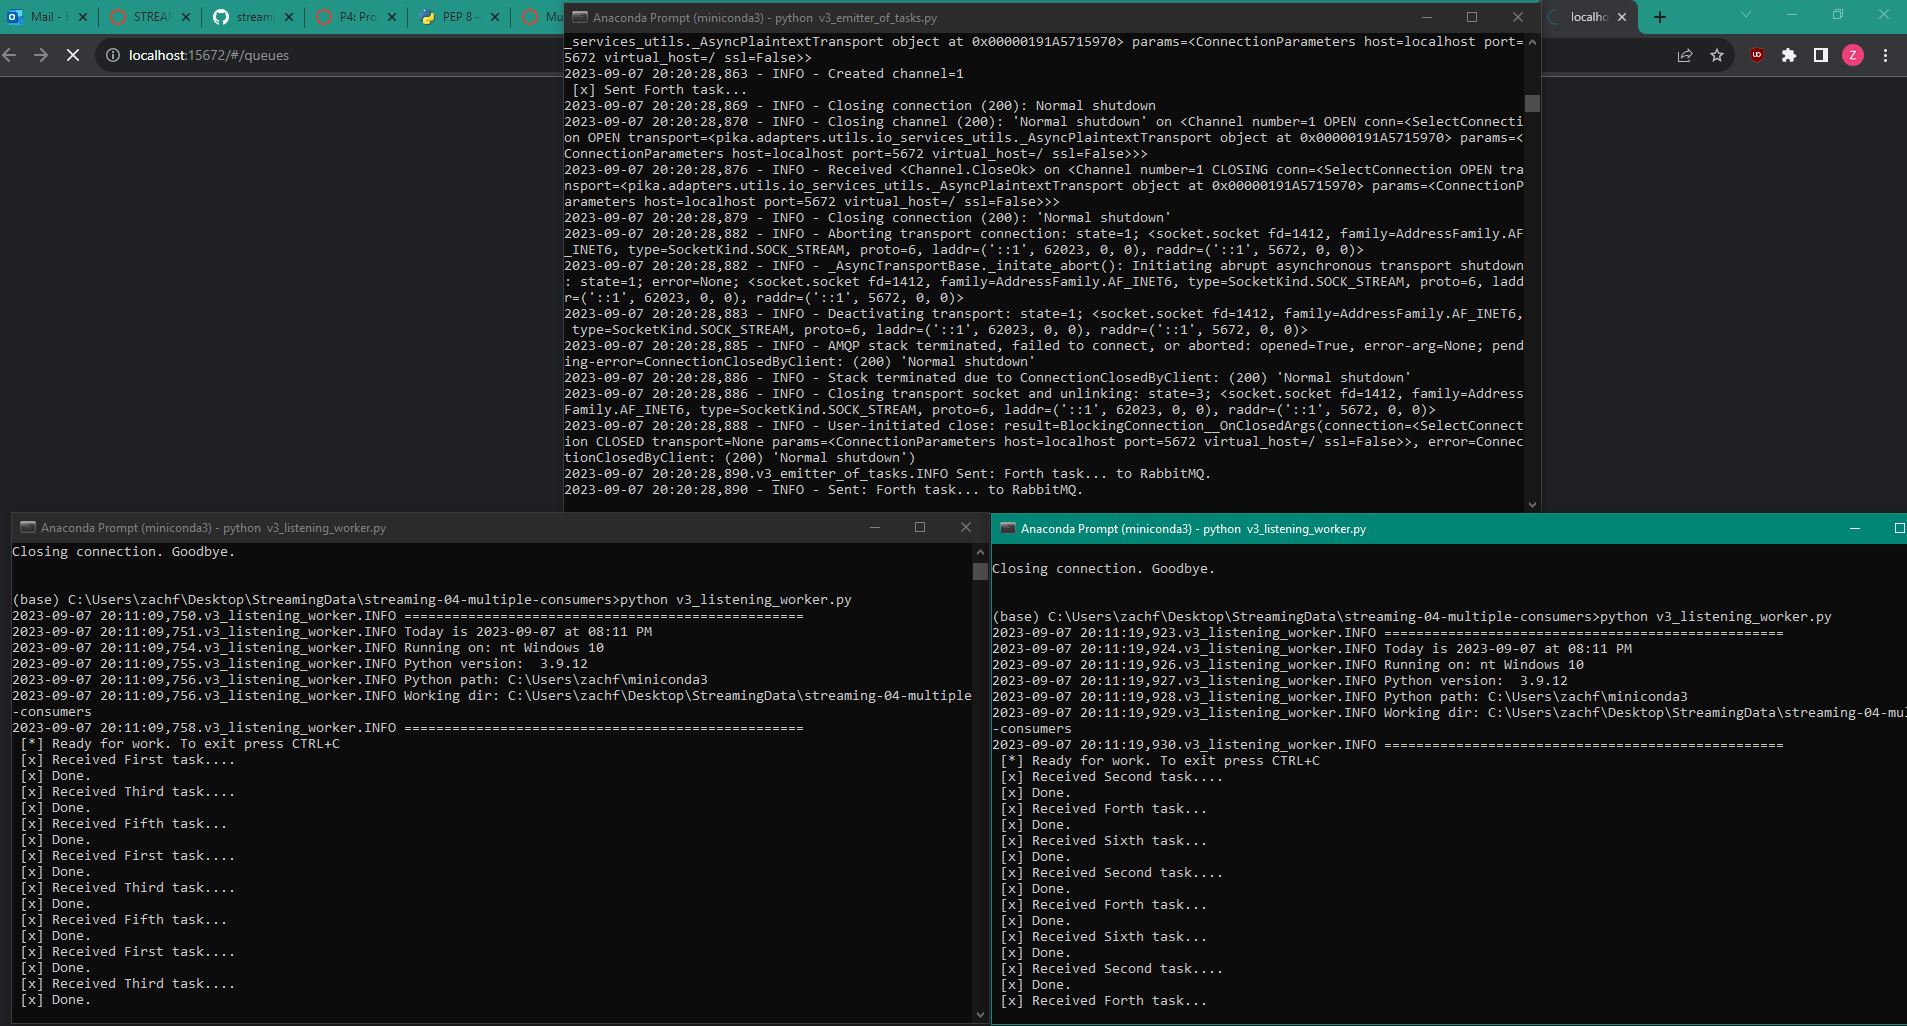 Mail - F
STREA
streami
P4: Pro
PEP 8 -
Mu
localho
localhost:15672/#/queues
Z
Anaconda Prompt (miniconda3) - python  v3_emitter_of_tasks.py
_services_utils._AsyncPlaintextTransport object at 0x00000191A5715970> params=<ConnectionParameters host=localhost port=
5672 virtual_host=/ ssl=False>>
2023-09-07 20:20:28,863 - INFO - Created channel=1
[x] Sent Forth task...
2023-09-07 20:20:28,869 - INFO - Closing connection (200): Normal shutdown
2023-09-07 20:20:28,870 - INFO - Closing channel (200): 'Normal shutdown' on <Channel number=1 OPEN conn=<SelectConnecti
on OPEN transport=<pika.adapters.utils.io_services_utils._AsyncPlaintextTransport object at 0x00000191A5715970> params=<
ConnectionParameters host=localhost port=5672 virtual_host=/ ssl=False>>>
2023-09-07 20:20:28,876 - INFO - Received <Channel.CloseOk> on <Channel number=1 CLOSING conn=<SelectConnection OPEN tra
nsport=<pika.adapters.utils.io_services_utils._AsyncPlaintextTransport object at 0x00000191A5715970> params=<ConnectionP
arameters host=localhost port=5672 virtual_host=/ ssl=False>>>
2023-09-07 20:20:28,879 - INFO - Closing connection (200): 'Normal shutdown'
2023-09-07 20:20:28,882 - INFO - Aborting transport connection: state=1; <socket.socket fd=1412, family=AddressFamily.AF
_INET6, type=SocketKind.SOCK_STREAM, proto=6, laddr=('::1', 62023, 0, 0), raddr=('::1', 5672, 0, 0)>
2023-09-07 20:20:28,882 - INFO - _AsyncTransportBase._initate_abort(): Initiating abrupt asynchronous transport shutdown
: state=1; error=None; <socket.socket fd=1412, family=AddressFamily.AF_INET6, type=SocketKind.SOCK_STREAM, proto=6, ladd
r=('::1', 62023, 0, 0), raddr=('::1', 5672, 0, 0)>
2023-09-07 20:20:28,883 - INFO - Deactivating transport: state=1; <socket.socket fd=1412, family=AddressFamily.AF_INET6,
type=SocketKind.SOCK_STREAM, proto=6, laddr=('::1', 62023, 0, 0), raddr=('::1', 5672, 0, 0)>
2023-09-07 20:20:28,885 - INFO - AMQP stack terminated, failed to connect, or aborted: opened=True, error-arg=None; pend
ing-error=ConnectionClosedByClient: (200) 'Normal shutdown'
2023-09-07 20:20:28,886 - INFO - Stack terminated due to ConnectionClosedByClient: (200) 'Normal shutdown'
2023-09-07 20:20:28,886 - INFO - Closing transport socket and unlinking: state=3; <socket.socket fd=1412, family=Address
Family.AF_INET6, type=SocketKind.SOCK_STREAM, proto=6, laddr=('::1', 62023, 0, 0), raddr=('::1', 5672, 0, 0)>
2023-09-07 20:20:28,888 - INFO - User-initiated close: result=BlockingConnection__OnClosedArgs(connection=<SelectConnect
ion CLOSED transport=None params=<ConnectionParameters host=localhost port=5672 virtual_host=/ ssl=False>>, error=Connec
tionClosedByClient: (200) 'Normal shutdown')
2023-09-07 20:20:28,890.v3_emitter_of_tasks.INFO Sent: Forth task... to RabbitMQ.
2023-09-07 20:20:28,890 - INFO - Sent: Forth task... to RabbitMQ.
Anaconda Prompt (miniconda3) - python  v3_listening_worker.py
Closing connection. Goodbye.
(base) C:\Users\zachf\Desktop\StreamingData\streaming-04-multiple-consumers>python v3_listening_worker.py
2023-09-07 20:11:09,750.v3_listening_worker.INFO ==================================================
2023-09-07 20:11:09,751.v3_listening_worker.INFO Today is 2023-09-07 at 08:11 PM
2023-09-07 20:11:09,754.v3_listening_worker.INFO Running on: nt Windows 10
2023-09-07 20:11:09,755.v3_listening_worker.INFO Python version:  3.9.12
2023-09-07 20:11:09,756.v3_listening_worker.INFO Python path: C:\Users\zachf\miniconda3
2023-09-07 20:11:09,756.v3_listening_worker.INFO Working dir: C:\Users\zachf\Desktop\StreamingData\streaming-04-multiple
-consumers
2023-09-07 20:11:09,758.v3_listening_worker.INFO ==================================================
[*] Ready for work. To exit press CTRL+C
[x] Received First task....
[x] Done.
[x] Received Third task....
[x] Done.
[x] Received Fifth task...
[x] Done.
[x] Received First task....
[x] Done.
[x] Received Third task....
[x] Done.
[x] Received Fifth task...
[x] Done.
[x] Received First task....
[x] Done.
[x] Received Third task....
[x] Done.
Anaconda Prompt (miniconda3) - python  v3_listening_worker.py
Closing connection. Goodbye.
(base) C:\Users\zachf\Desktop\StreamingData\streaming-04-multiple-consumers>python v3_listening_worker.py
2023-09-07 20:11:19,923.v3_listening_worker.INFO ==================================================
2023-09-07 20:11:19,924.v3_listening_worker.INFO Today is 2023-09-07 at 08:11 PM
2023-09-07 20:11:19,926.v3_listening_worker.INFO Running on: nt Windows 10
2023-09-07 20:11:19,927.v3_listening_worker.INFO Python version:  3.9.12
2023-09-07 20:11:19,928.v3_listening_worker.INFO Python path: C:\Users\zachf\miniconda3
2023-09-07 20:11:19,929.v3_listening_worker.INFO Working dir: C:\Users\zachf\Desktop\StreamingData\streaming-04-mul
-consumers
2023-09-07 20:11:19,930.v3_listening_worker.INFO ==================================================
[*] Ready for work. To exit press CTRL+C
[x] Received Second task....
[x] Done.
[x] Received Forth task...
[x] Done.
[x] Received Sixth task...
[x] Done.
[x] Received Second task....
[x] Done.
[x] Received Forth task...
[x] Done.
[x] Received Sixth task...
[x] Done.
[x] Received Second task....
[x] Done.
[x] Received Forth task...